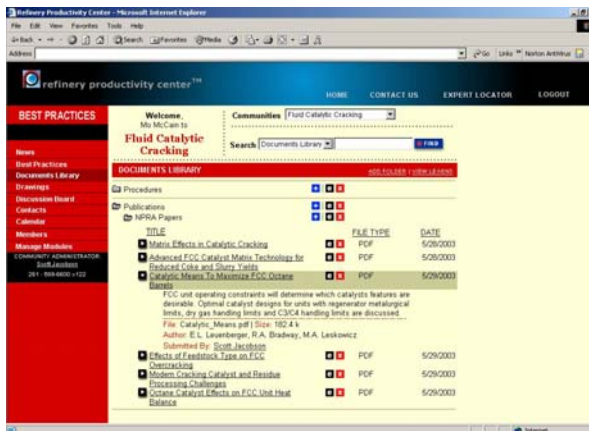 Refinery Productivity Center - Microsoft Internet Explorer
File Edit View Favorites Tools Help
Back Search Favorites Media
Address Go Links Norton AntiVirus
refinery productivity center™
HOME CONTACT US EXPERT LOCATOR LOGOUT
BEST PRACTICES
News
Best Practices
Documents Library
Drawings
Discussion Board
Contacts
Calendar
Members
Manage Modules
COMMUNITY ADMINISTRATOR:
Scott Jacobson
281 - 599-6600 x122
Welcome,
Mo McCain to
Fluid Catalytic
Cracking
Communities Fluid Catalytic Cracking
Search Documents Library FIND
DOCUMENTS LIBRARY ADD FOLDER | VIEW LEGEND
Procedures
Publications
NPRA Papers
TITLE FILE TYPE DATE
Matrix Effects in Catalytic Cracking PDF 5/28/2003
Advanced FCC Catalyst Matrix Technology for PDF 5/28/2003
Reduced Coke and Slurry Yields
Catalytic Means To Maximize FCC Octane PDF 5/29/2003
Barrels
FCC unit operating constraints will determine which catalysts features are
desirable. Optimal catalyst designs for units with regenerator metalurgical
limits, dry gas handling limits and C3/C4 handling limits are discussed.
File: Catalytic_Means.pdf | Size: 182.4 k
Author: E.L. Leuenberger, R.A. Bradway, M.A. Leskowicz
Submitted By: Scott Jacobson
Effects of Feedstock Type on FCC PDF 5/29/2003
Overcracking
Modern Cracking Catalyst and Residue PDF 5/29/2003
Processing Challenges
Octane Catalyst Effects on FCC Unit Heat PDF 5/29/2003
Balance
Internet